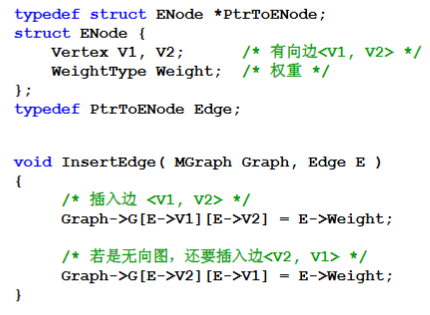 typedef struct ENode *PtrToENode;
struct ENode {
    Vertex V1, V2;      /* 有向边<V1, V2> */
    WeightType Weight;  /* 权重 */
};
typedef PtrToENode Edge;
void InsertEdge( MGraph Graph, Edge E )
{
    /* 插入边 <V1, V2> */
    Graph->G[E->V1][E->V2] = E->Weight;
    /* 若是无向图，还要插入边<V2, V1> */
    Graph->G[E->V2][E->V1] = E->Weight;
}